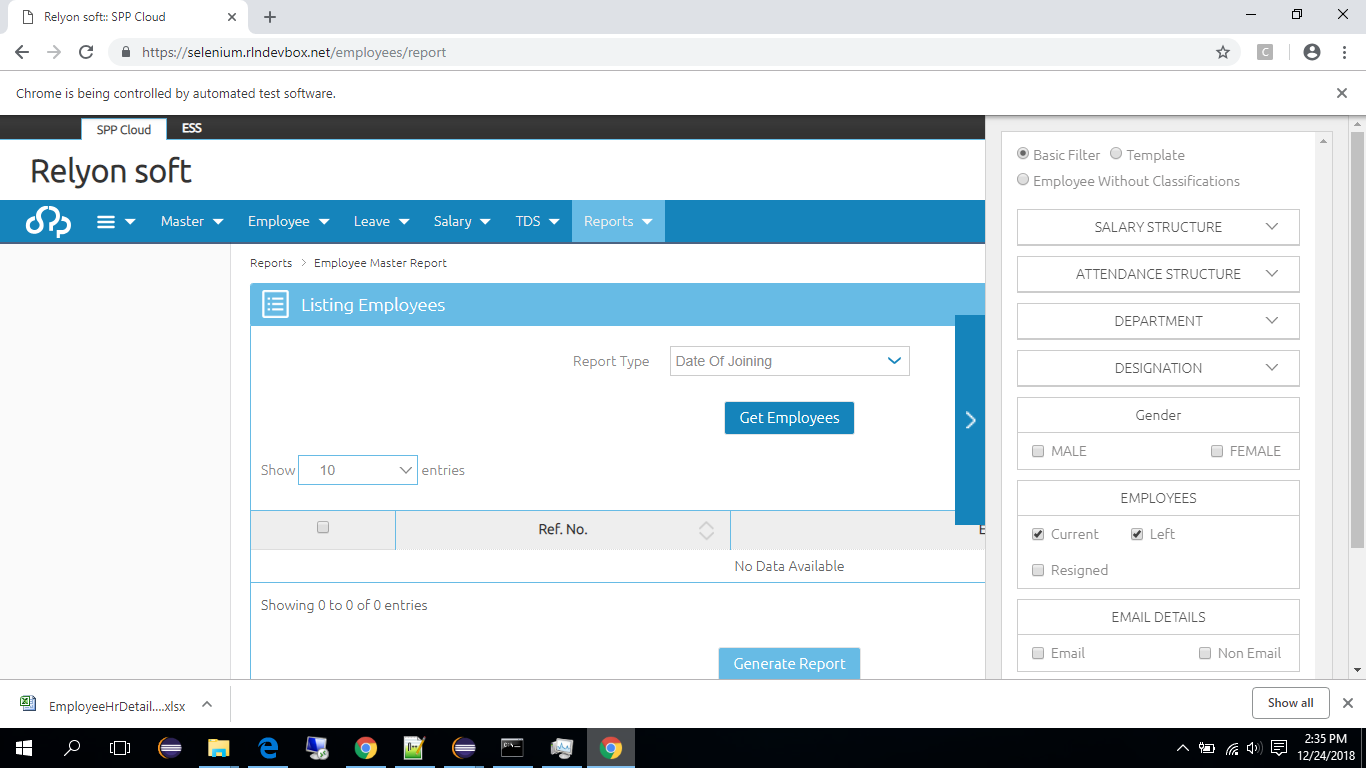 Relyon soft:: SPP Cloud
https://selenium.rlndevbox.net/employees/report
C
Chrome is being controlled by automated test software.
SPP Cloud ESS
Relyon soft
Master Employee Leave Salary TDS Reports
Reports > Employee Master Report
Listing Employees
Report Type Date Of Joining
Get Employees
Show 10 entries
Ref. No. E
No Data Available
Showing 0 to 0 of 0 entries
Generate Report
Basic Filter Template
Employee Without Classifications
SALARY STRUCTURE
ATTENDANCE STRUCTURE
DEPARTMENT
DESIGNATION
Gender
MALE FEMALE
EMPLOYEES
Current Left
Resigned
EMAIL DETAILS
Email Non Email
EmployeeHrDetail....xlsx
Show all
2:35 PM
12/24/2018